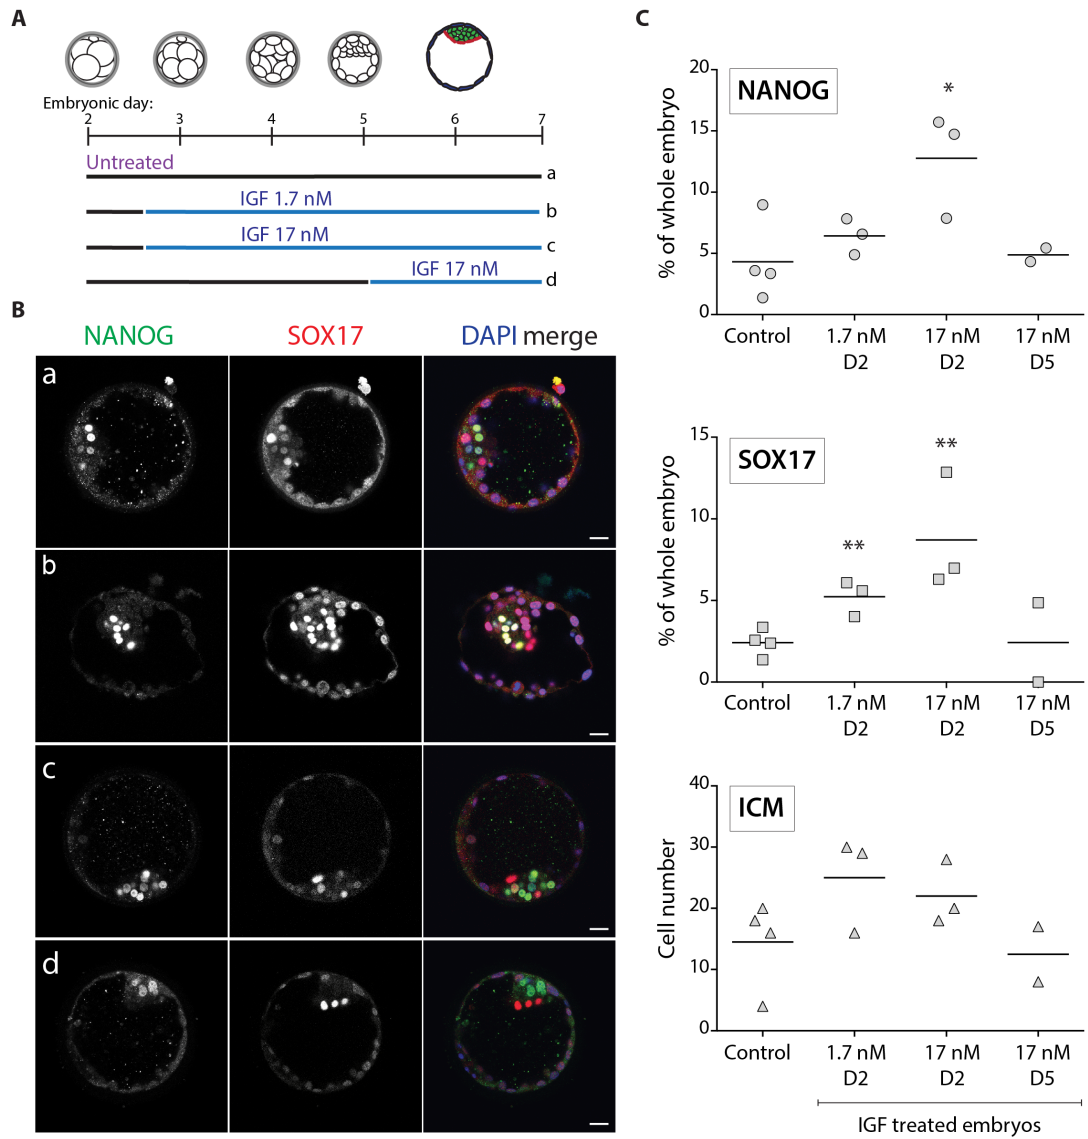 A
Embryonic day:
2 3 4 5 6 7
Untreated
a
IGF 1.7 nM
b
IGF 17 nM
c
IGF 17 nM
d
B
NANOG SOX17 DAPI merge
a
b
c
d
C
NANOG
*
% of whole embryo
20
15
10
5
0
Control 1.7 nM 17 nM 17 nM
D2 D2 D5
SOX17
**
**
% of whole embryo
15
10
5
0
Control 1.7 nM 17 nM 17 nM
D2 D2 D5
ICM
Cell number
40
30
20
10
0
Control 1.7 nM 17 nM 17 nM
D2 D2 D5
IGF treated embryos